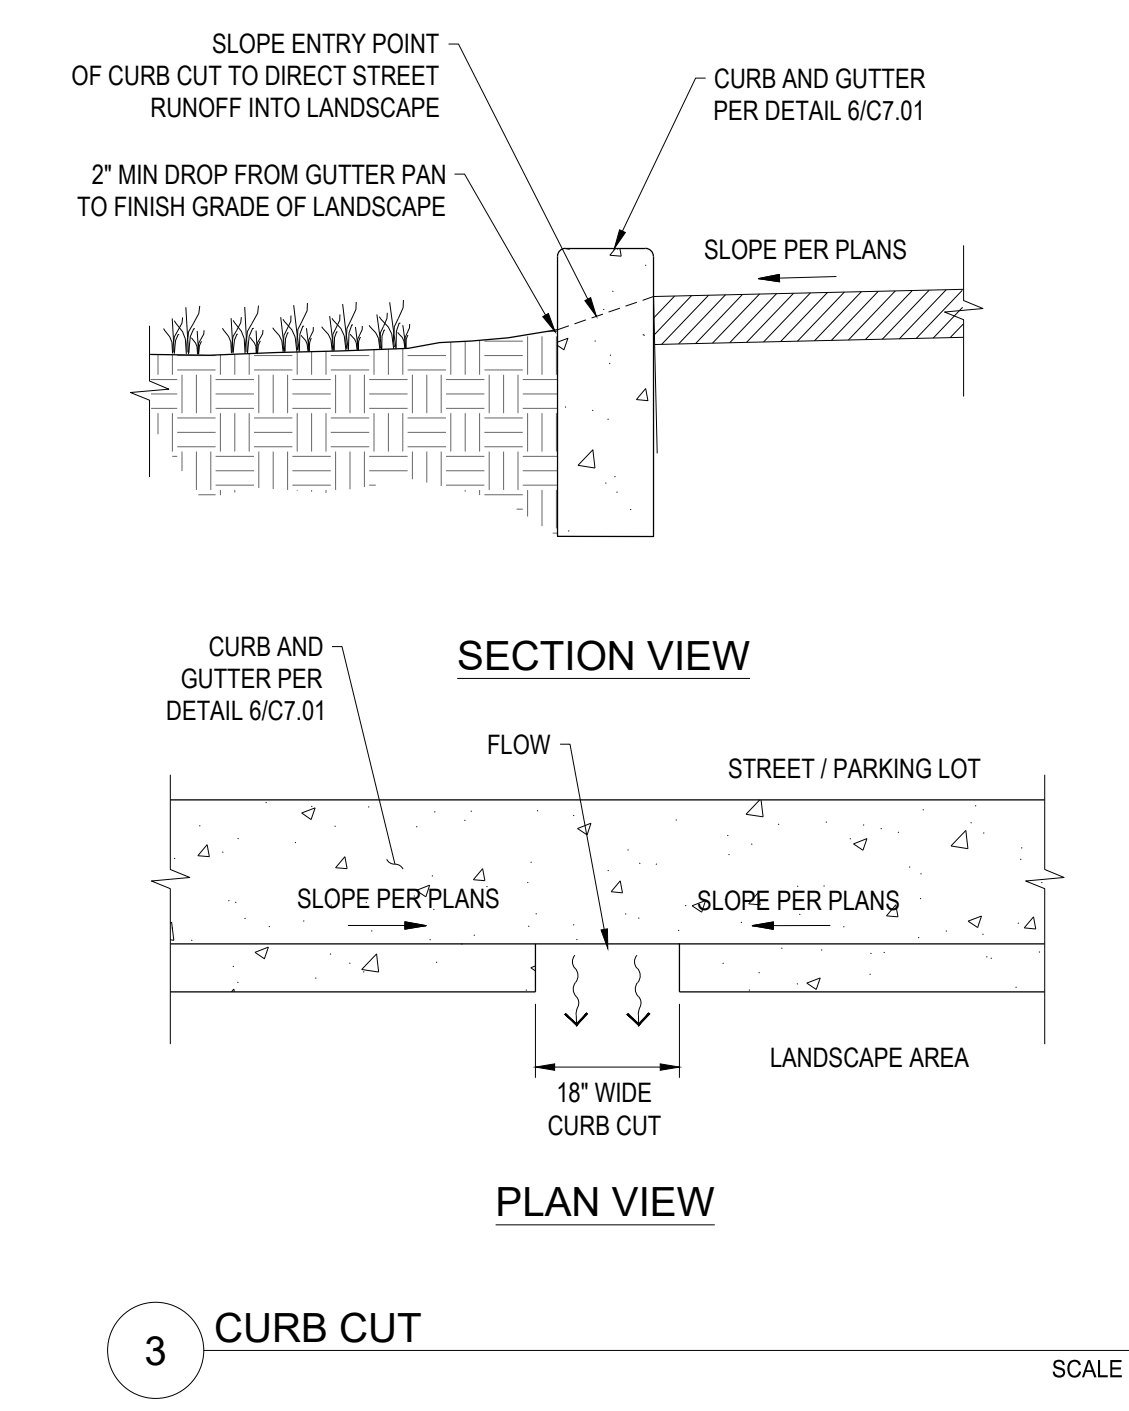 SLOPE ENTRY POINT
OF CURB CUT TO DIRECT STREET
RUNOFF INTO LANDSCAPE
CURB AND GUTTER
PER DETAIL 6/C7.01
2" MIN DROP FROM GUTTER PAN
TO FINISH GRADE OF LANDSCAPE
SLOPE PER PLANS
SECTION VIEW
CURB AND
GUTTER PER
DETAIL 6/C7.01
FLOW
STREET / PARKING LOT
SLOPE PER PLANS
SLOPE PER PLANS
LANDSCAPE AREA
18" WIDE
CURB CUT
PLAN VIEW
3
CURB CUT
SCALE